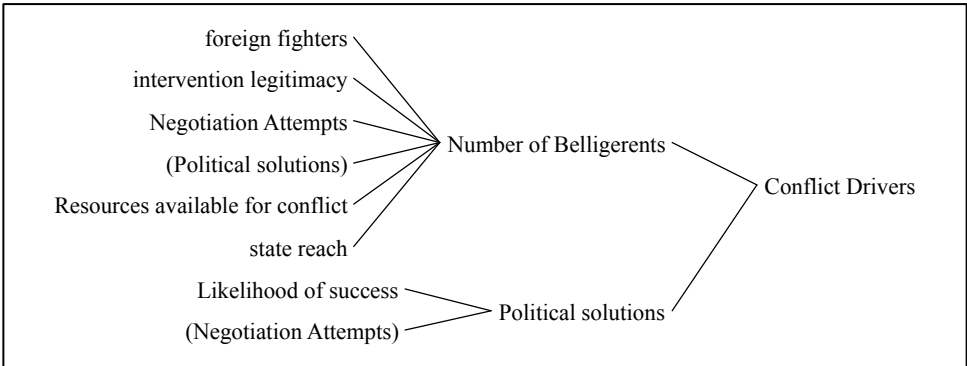 foreign fighters
intervention legitimacy
Negotiation Attempts
(Political solutions)
Resources available for conflict
state reach
Number of Belligerents
Likelihood of success
(Negotiation Attempts)
Political solutions
Conflict Drivers